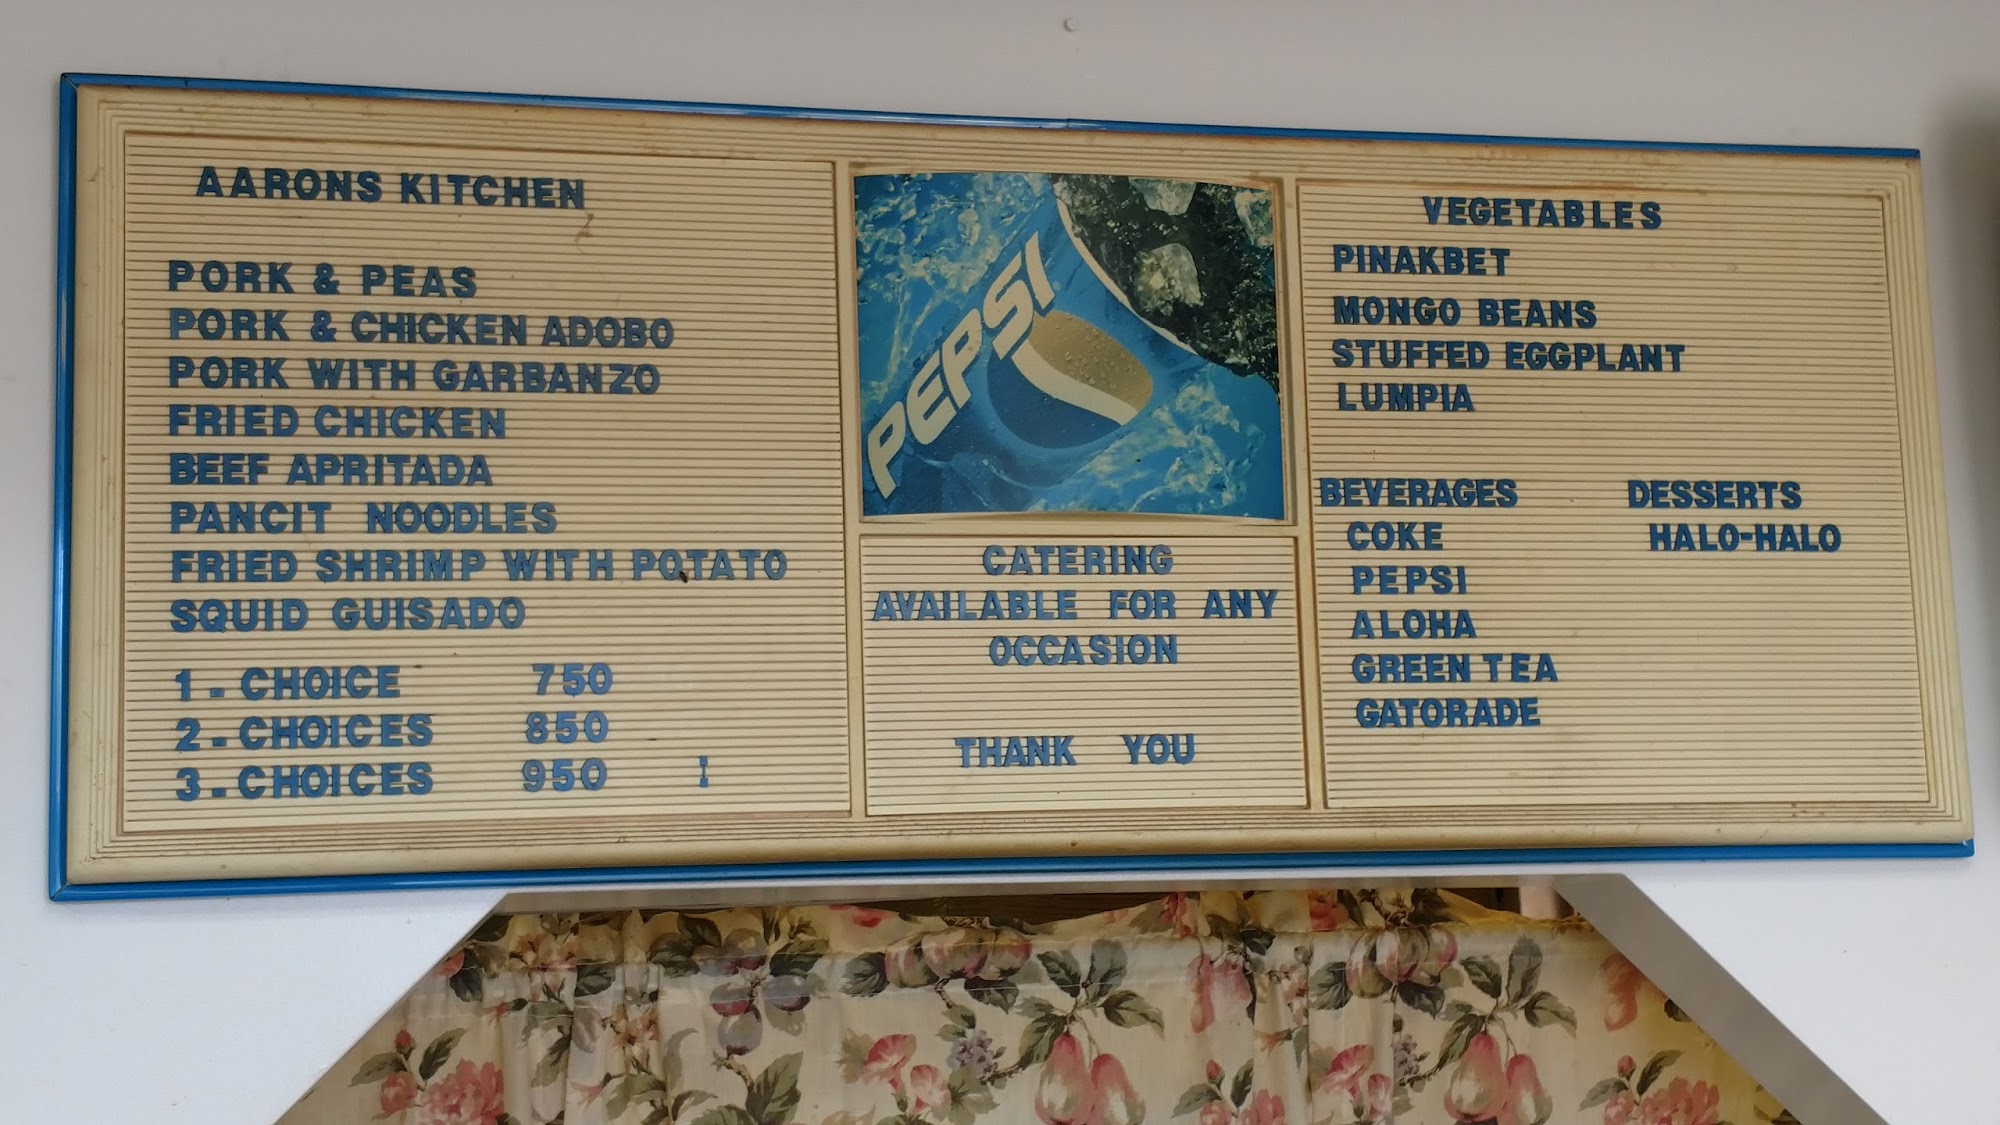 AARONS KITCHEN
PORK & PEAS
PORK & CHICKEN ADOBO
PORK WITH GARBANZO
FRIED CHICKEN
BEEF APRITADA
PANCIT NOODLES
FRIED SHRIMP WITH POTATO
SQUID GUISADO
1. CHOICE 750
2. CHOICES 850
3. CHOICES 950
PEPSI
CATERING
AVAILABLE FOR ANY
OCCASION
THANK YOU
VEGETABLES
PINAKBET
MONGO BEANS
STUFFED EGGPLANT
LUMPIA
BEVERAGES
COKE
PEPSI
ALOHA
GREEN TEA
GATORADE
DESSERTS
HALO-HALO